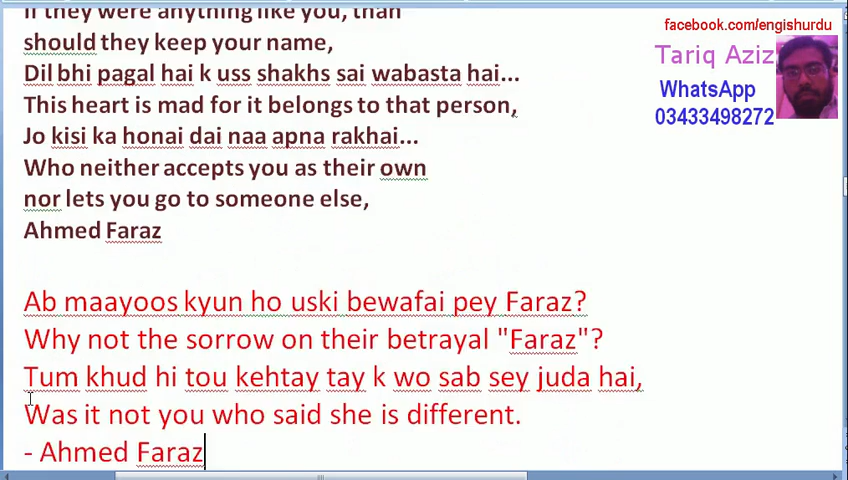 If they were anything like you, than
should they keep your name,
Dil bhi pagal hai k uss shakhs sai wabasta hai...
This heart is mad for it belongs to that person,
Jo kisi ka honai dai naa apna rakhai...
Who neither accepts you as their own
nor lets you go to someone else,
Ahmed Faraz
Ab maayoos kyun ho uski bewafai pey Faraz?
Why not the sorrow on their betrayal "Faraz"?
Tum khud hi tou kehtay tay k wo sab sey juda hai,
Was it not you who said she is different.
- Ahmed Faraz
facebook.com/engishurdu
Tariq Aziz
WhatsApp
03433498272